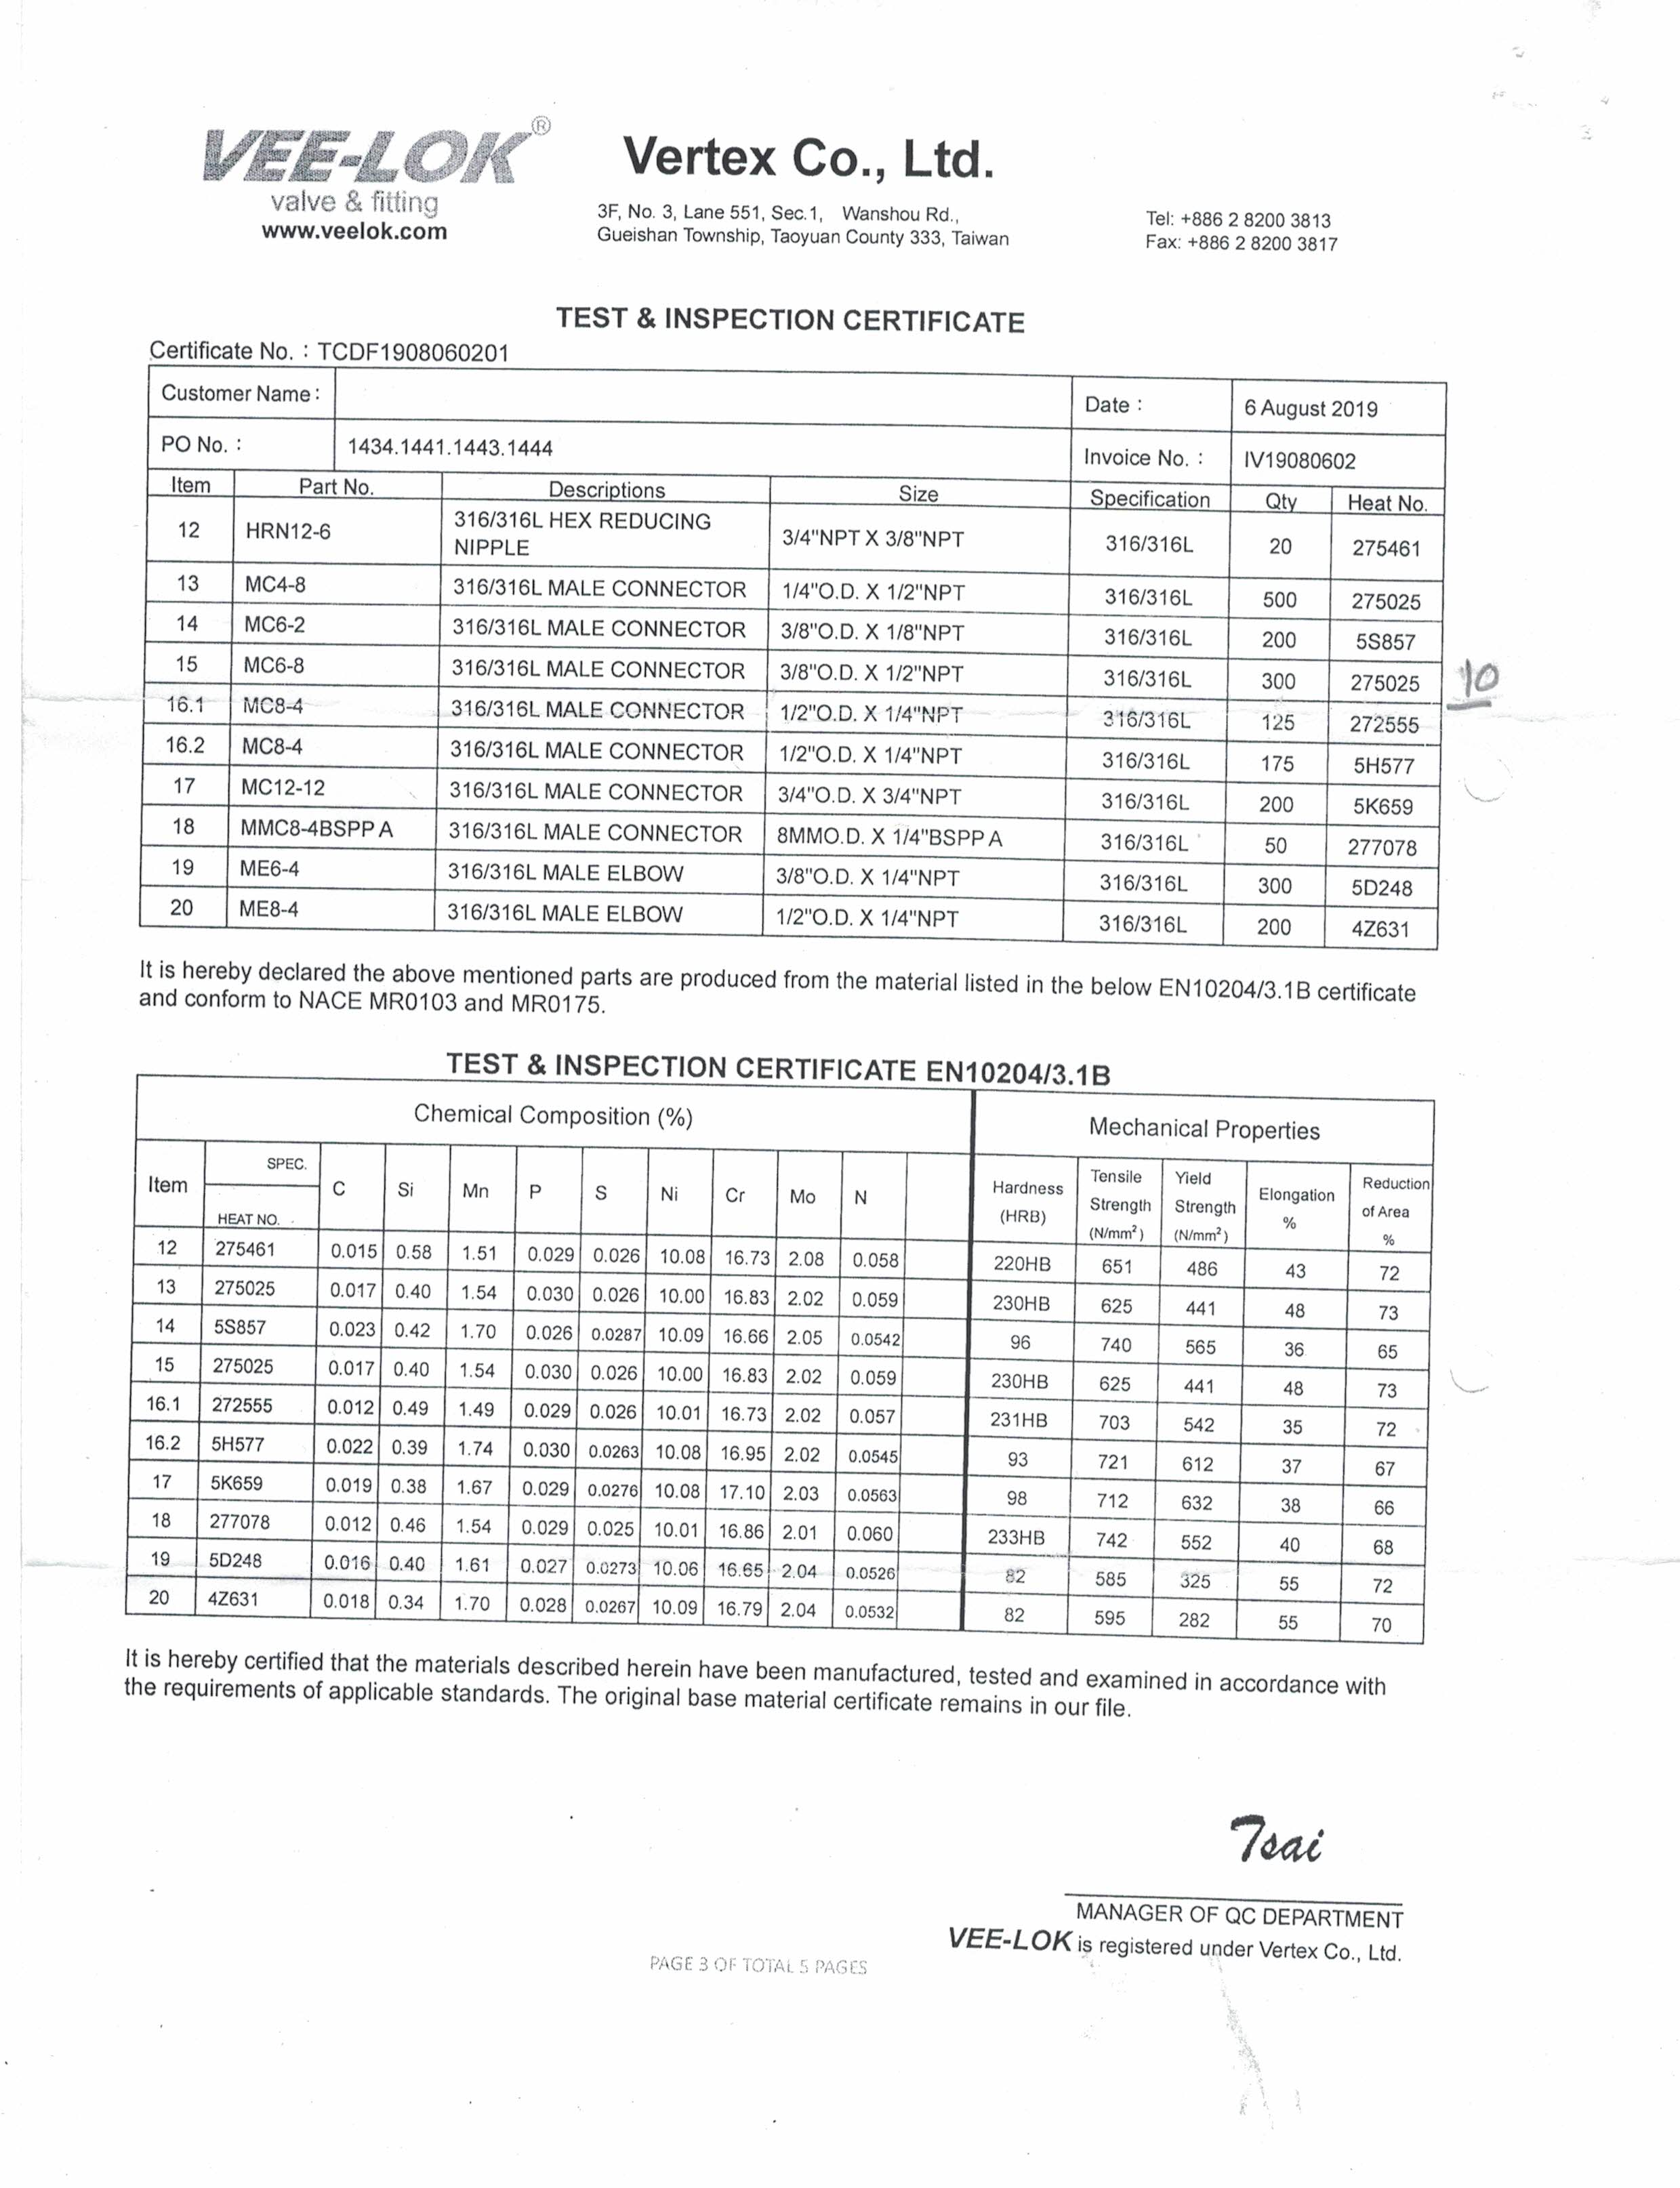 VEE-LOK®
valve & fitting
www.veelok.com
Vertex Co., Ltd.
3F, No. 3, Lane 551, Sec.1, Wanshou Rd.,
Gueishan Township, Taoyuan County 333, Taiwan
Tel: +886 2 8200 3813
Fax: +886 2 8200 3817
TEST & INSPECTION CERTIFICATE
Certificate No. : TCDF1908060201
Customer Name : Date : 6 August 2019
PO No. : 1434.1441.1443.1444 Invoice No. : IV19080602
Item Part No. Descriptions Size Specification Qty Heat No.
12 HRN12-6 316/316L HEX REDUCING NIPPLE 3/4"NPT X 3/8"NPT 316/316L 20 275461
13 MC4-8 316/316L MALE CONNECTOR 1/4"O.D. X 1/2"NPT 316/316L 500 275025
14 MC6-2 316/316L MALE CONNECTOR 3/8"O.D. X 1/8"NPT 316/316L 200 5S857
15 MC6-8 316/316L MALE CONNECTOR 3/8"O.D. X 1/2"NPT 316/316L 300 275025
10
16.1 MC8-4 316/316L MALE CONNECTOR 1/2"O.D. X 1/4"NPT 316/316L 125 272555
16.2 MC8-4 316/316L MALE CONNECTOR 1/2"O.D. X 1/4"NPT 316/316L 175 5H577
17 MC12-12 316/316L MALE CONNECTOR 3/4"O.D. X 3/4"NPT 316/316L 200 5K659
18 MMC8-4BSPP A 316/316L MALE CONNECTOR 8MMO.D. X 1/4"BSPP A 316/316L 50 277078
19 ME6-4 316/316L MALE ELBOW 3/8"O.D. X 1/4"NPT 316/316L 300 5D248
20 ME8-4 316/316L MALE ELBOW 1/2"O.D. X 1/4"NPT 316/316L 200 4Z631
It is hereby declared the above mentioned parts are produced from the material listed in the below EN10204/3.1B certificate
and conform to NACE MR0103 and MR0175.
TEST & INSPECTION CERTIFICATE EN10204/3.1B
Chemical Composition (%) Mechanical Properties
Item SPEC. HEAT NO. C Si Mn P S Ni Cr Mo N Hardness (HRB) Tensile Strength (N/mm²) Yield Strength (N/mm²) Elongation % Reduction of Area %
12 275461 0.015 0.58 1.51 0.029 0.026 10.08 16.73 2.08 0.058 220HB 651 486 43 72
13 275025 0.017 0.40 1.54 0.030 0.026 10.00 16.83 2.02 0.059 230HB 625 441 48 73
14 5S857 0.023 0.42 1.70 0.026 0.0287 10.09 16.66 2.05 0.0542 96 740 565 36 65
15 275025 0.017 0.40 1.54 0.030 0.026 10.00 16.83 2.02 0.059 230HB 625 441 48 73
16.1 272555 0.012 0.49 1.49 0.029 0.026 10.01 16.73 2.02 0.057 231HB 703 542 35 72
16.2 5H577 0.022 0.39 1.74 0.030 0.0263 10.08 16.95 2.02 0.0545 93 721 612 37 67
17 5K659 0.019 0.38 1.67 0.029 0.0276 10.08 17.10 2.03 0.0563 98 712 632 38 66
18 277078 0.012 0.46 1.54 0.029 0.025 10.01 16.86 2.01 0.060 233HB 742 552 40 68
19 5D248 0.016 0.40 1.61 0.027 0.0273 10.06 16.65 2.04 0.0526 82 585 325 55 72
20 4Z631 0.018 0.34 1.70 0.028 0.0267 10.09 16.79 2.04 0.0532 82 595 282 55 70
It is hereby certified that the materials described herein have been manufactured, tested and examined in accordance with
the requirements of applicable standards. The original base material certificate remains in our file.
Tsai
MANAGER OF QC DEPARTMENT
VEE-LOK is registered under Vertex Co., Ltd.
PAGE 3 OF TOTAL 5 PAGES